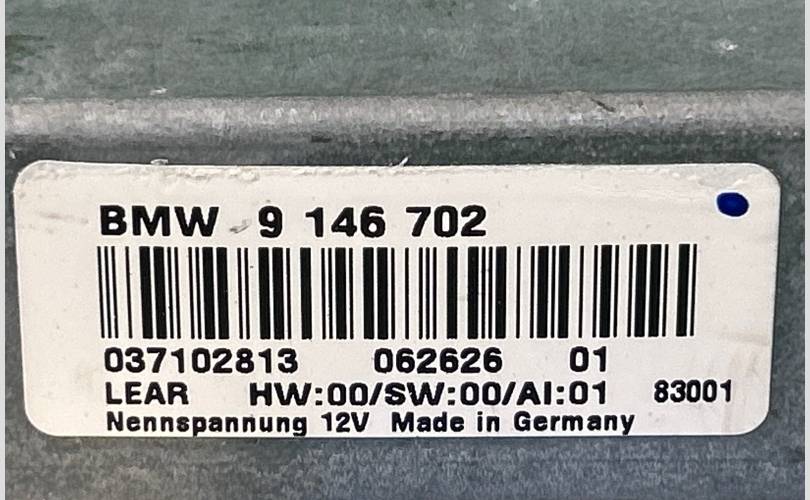 BMW 9 146 702
037102813 062626 01
LEAR HW:00/SW:00/AI:01 83001
Nennspannung 12V Made in Germany